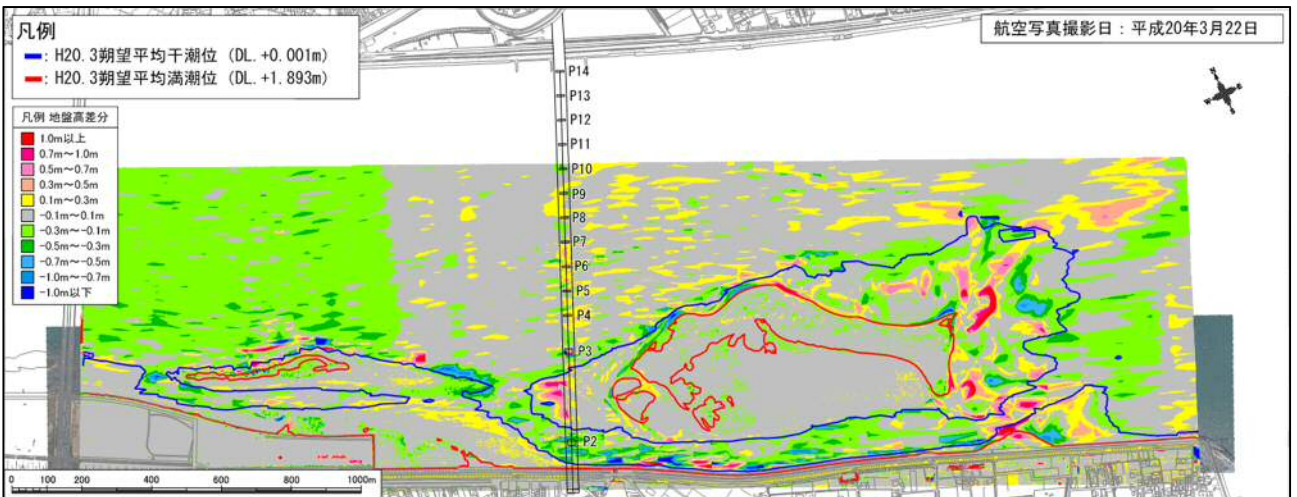 凡例
: H20.3朔望平均干潮位 (DL.+0.001m)
: H20.3朔望平均満潮位 (DL.+1.893m)
航空写真撮影日：平成20年3月22日
凡例 地盤高差分
1.0m以上
0.7m～1.0m
0.5m～0.7m
0.3m～0.5m
0.1m～0.3m
-0.1m～0.1m
-0.3m～-0.1m
-0.5m～-0.3m
-0.7m～-0.5m
-1.0m～-0.7m
-1.0m以下
P14
P13
P12
P11
P10
P9
P8
P7
P6
P5
P4
P3
P2
0 100 200 400 600 800 1000m